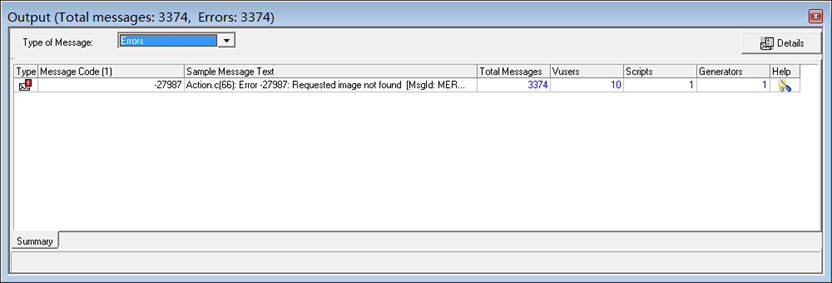 Output (Total messages: 3374, Errors: 3374)
Type of Message: Errors Details
Type Message Code (1) Sample Message Text Total Messages Vusers Scripts Generators Help
-27987 Action.c(66): Error -27987: Requested image not found [MsgId: MER... 3374 10 1 1
Summary